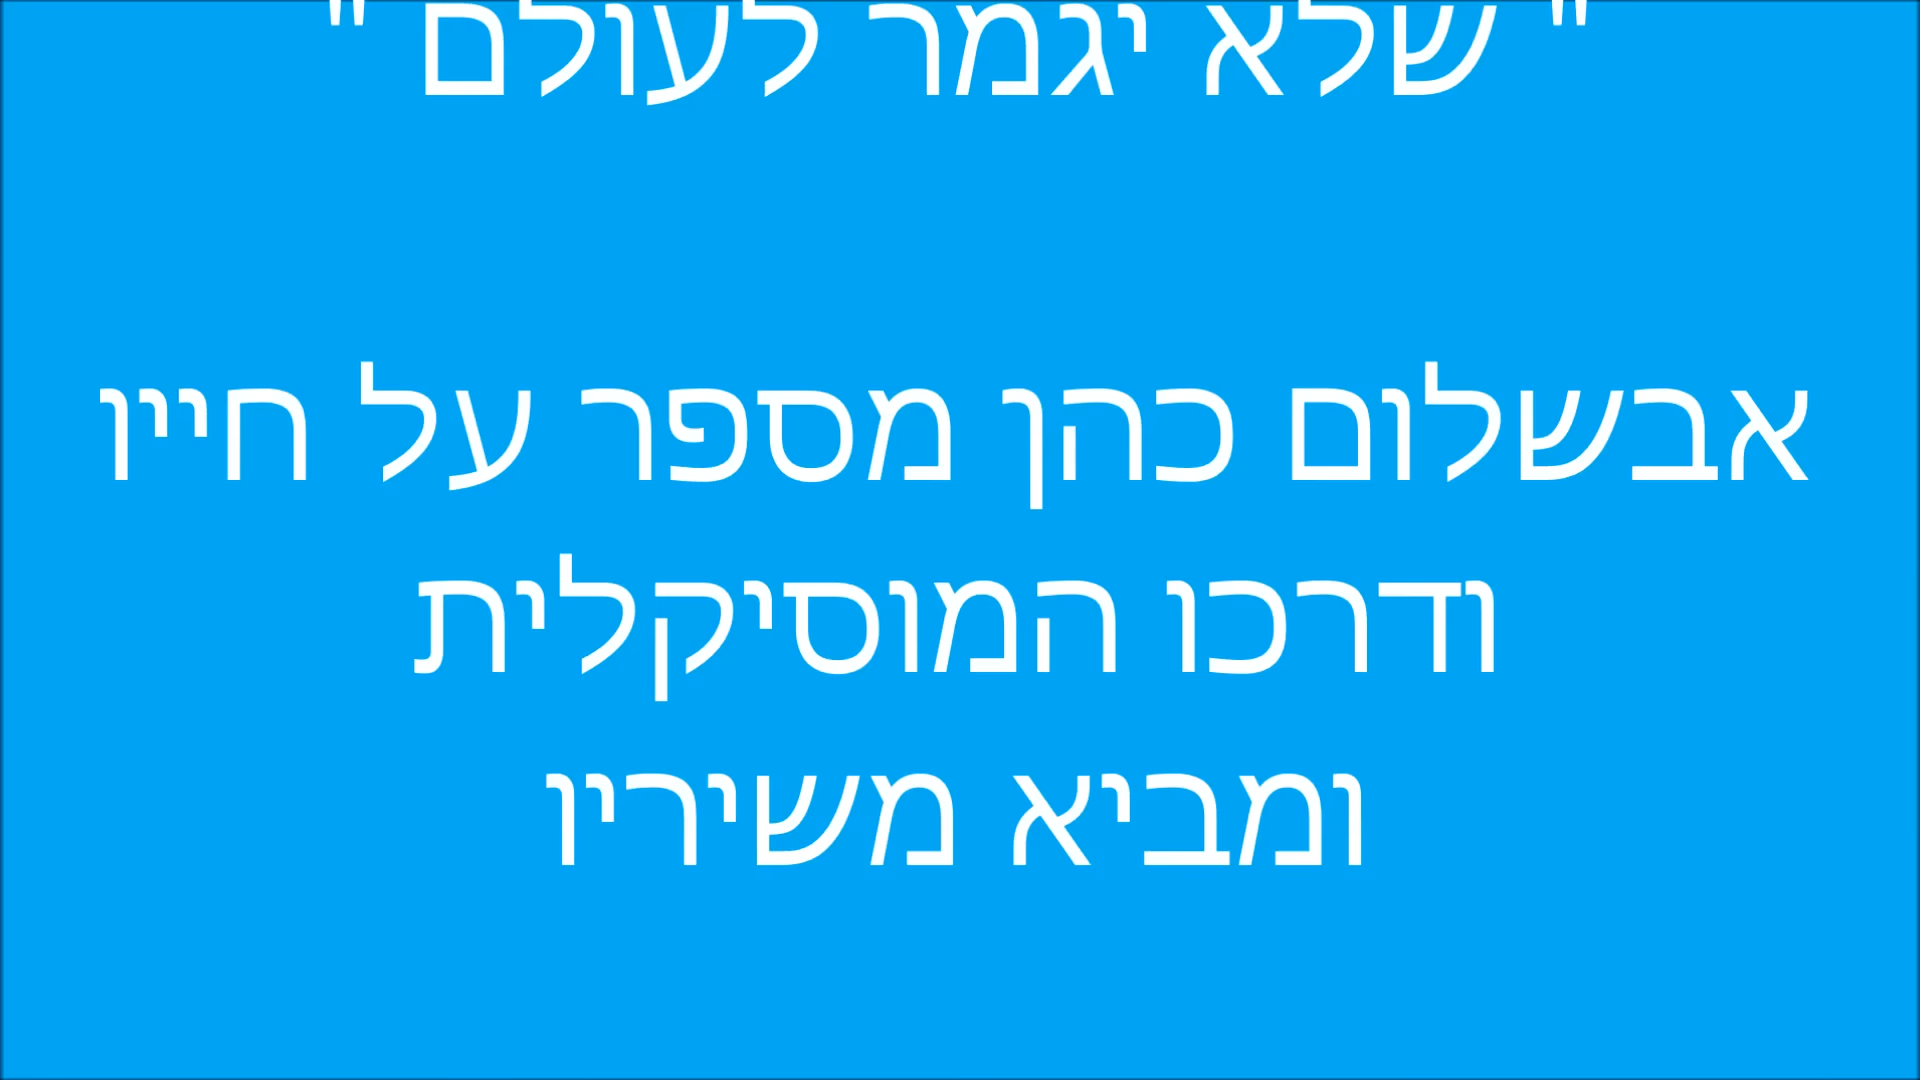 " שלא יגמר לעולם "
אבשלום כהן מספר על חייו
ודרכו המוסיקלית
ומביא משיריו